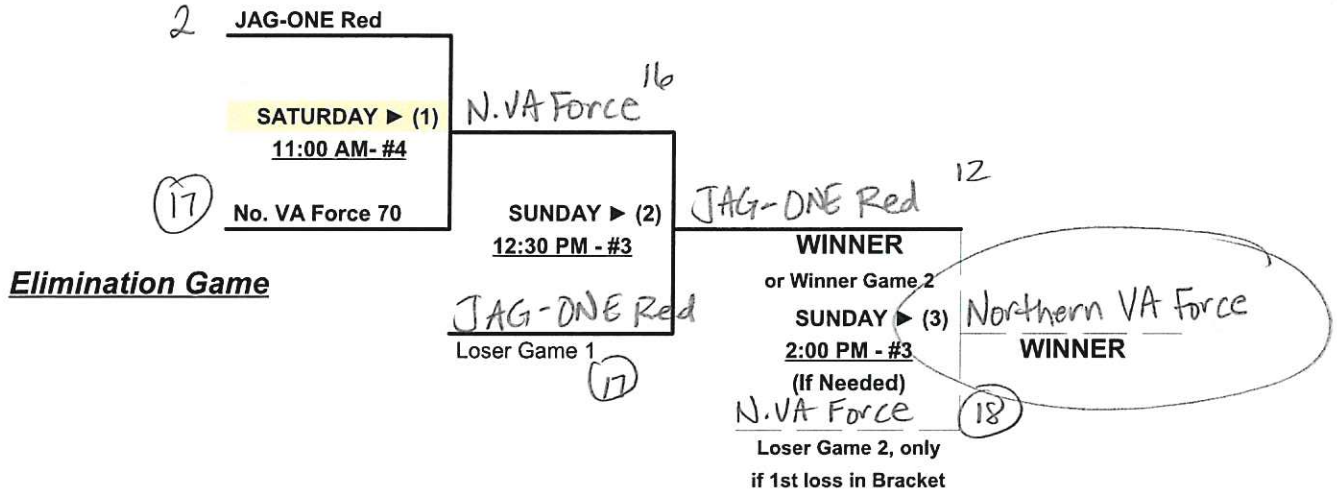 2 JAG-ONE Red
SATURDAY ► (1)
11:00 AM- #4
17 No. VA Force 70
N.VA Force 16
SUNDAY ► (2)
12:30 PM - #3
JAG-ONE Red
Loser Game 1
17
Elimination Game
JAG-ONE Red 12
WINNER
or Winner Game 2
SUNDAY ► (3)
2:00 PM - #3
(If Needed)
N.VA Force 18
Loser Game 2, only
if 1st loss in Bracket
Northern VA Force
WINNER